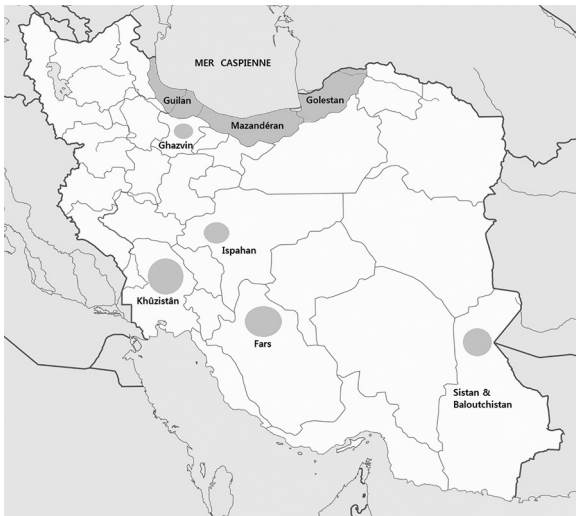 MER CASPIENNE
Guilan
Golestan
Mazandéran
Ghazvin
Ispahan
Khûzistân
Fars
Sistan &
Baloutchistan